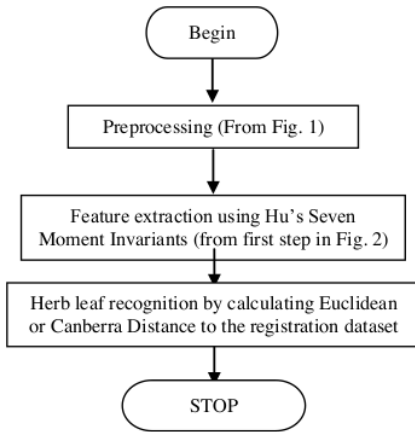 Begin
Preprocessing (From Fig. 1)
Feature extraction using Hu's Seven
Moment Invariants (from first step in Fig. 2)
Herb leaf recognition by calculating Euclidean
or Canberra Distance to the registration dataset
STOP